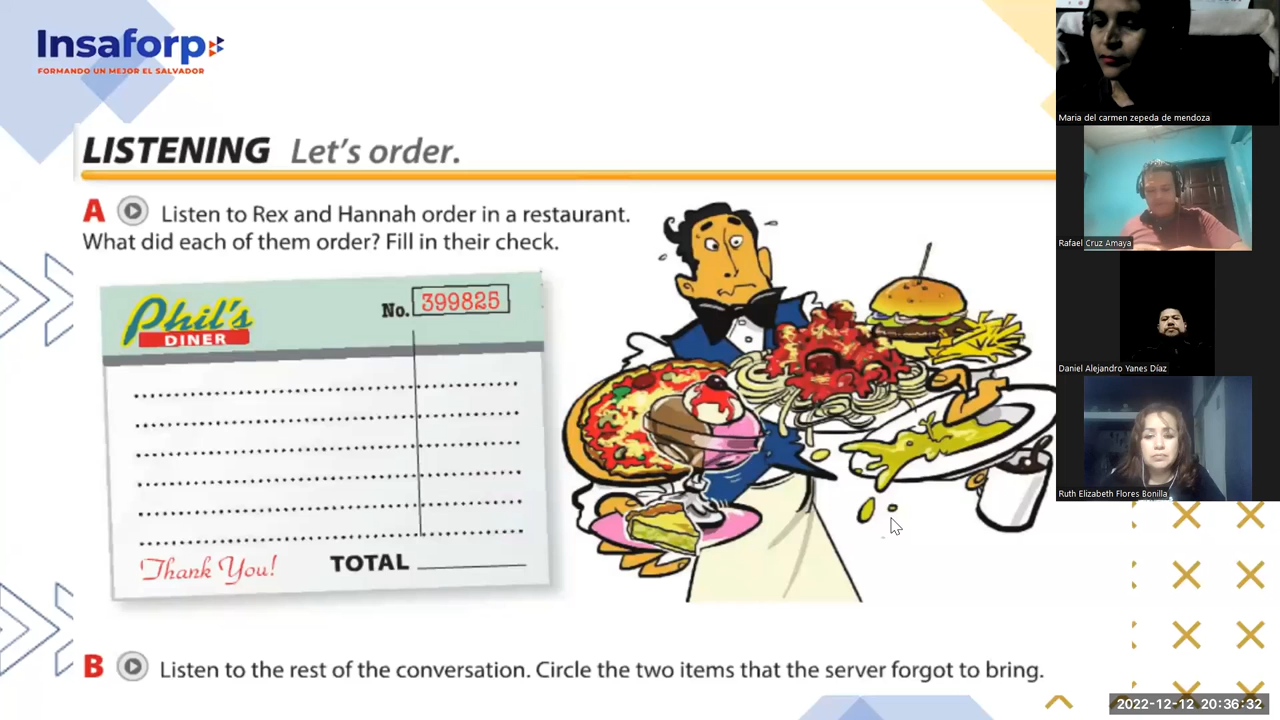 Insaforp
FORMANDO UN MEJOR EL SALVADOR
LISTENING Let's order.
A Listen to Rex and Hannah order in a restaurant.
What did each of them order? Fill in their check.
Phil's
DINER
No. 399825
Thank You! TOTAL
B Listen to the rest of the conversation. Circle the two items that the server forgot to bring.
Maria del carmen zepeda de mendoza
Rafael Cruz Amaya
Daniel Alejandro Yanes Díaz
Ruth Elizabeth Flores Bonilla
2022-12-12 20:36:32